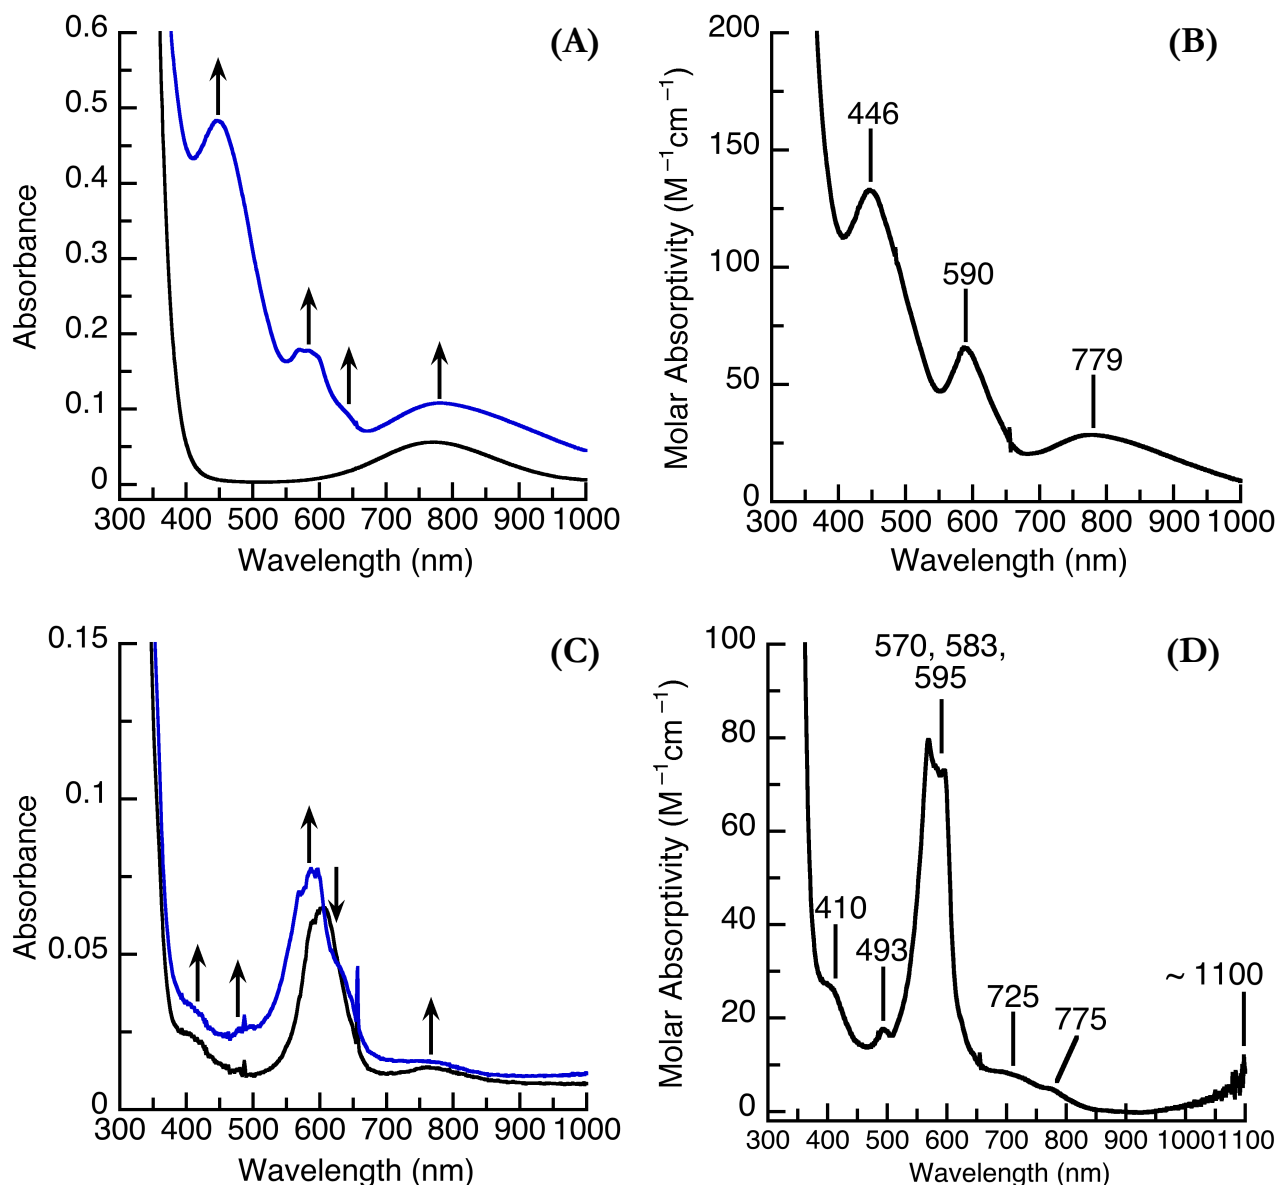 (A)
0.6
0.5
0.4
0.3
0.2
0.1
0
Absorbance
300 400 500 600 700 800 900 1000
Wavelength (nm)
(B)
200
150
100
50
0
Molar Absorptivity (M⁻¹cm⁻¹)
446
590
779
300 400 500 600 700 800 900 1000
Wavelength (nm)
(C)
0.15
0.1
0.05
0
Absorbance
300 400 500 600 700 800 900 1000
Wavelength (nm)
(D)
100
80
60
40
20
0
Molar Absorptivity (M⁻¹cm⁻¹)
570, 583,
595
410
493
725
775
~ 1100
300 400 500 600 700 800 900 1000 1100
Wavelength (nm)